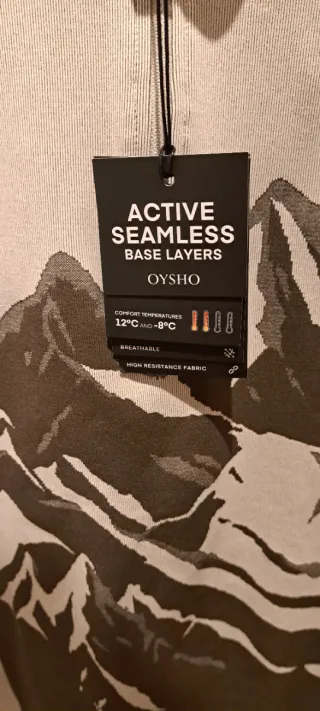 ACTIVE
SEAMLESS
BASE LAYERS
OYSHO
COMFORT TEMPERATURES
12ºC AND -8ºC
BREATHABLE
HIGH RESISTANCE FABRIC